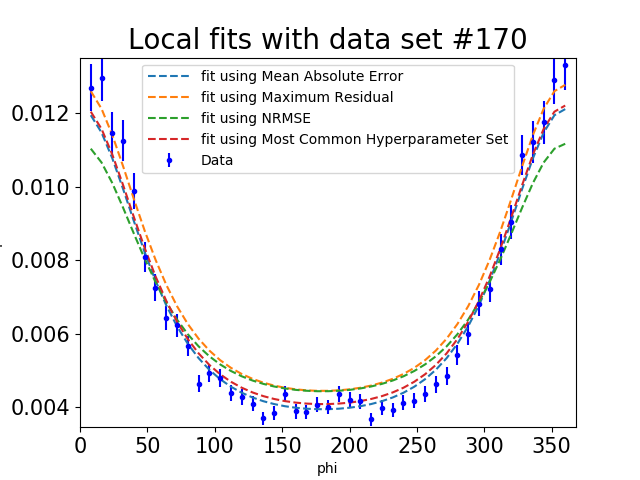 Local fits with data set #170
fit using Mean Absolute Error
fit using Maximum Residual
fit using NRMSE
fit using Most Common Hyperparameter Set
Data
0.012
0.010
0.008
0.006
0.004
0 50 100 150 200 250 300 350
phi